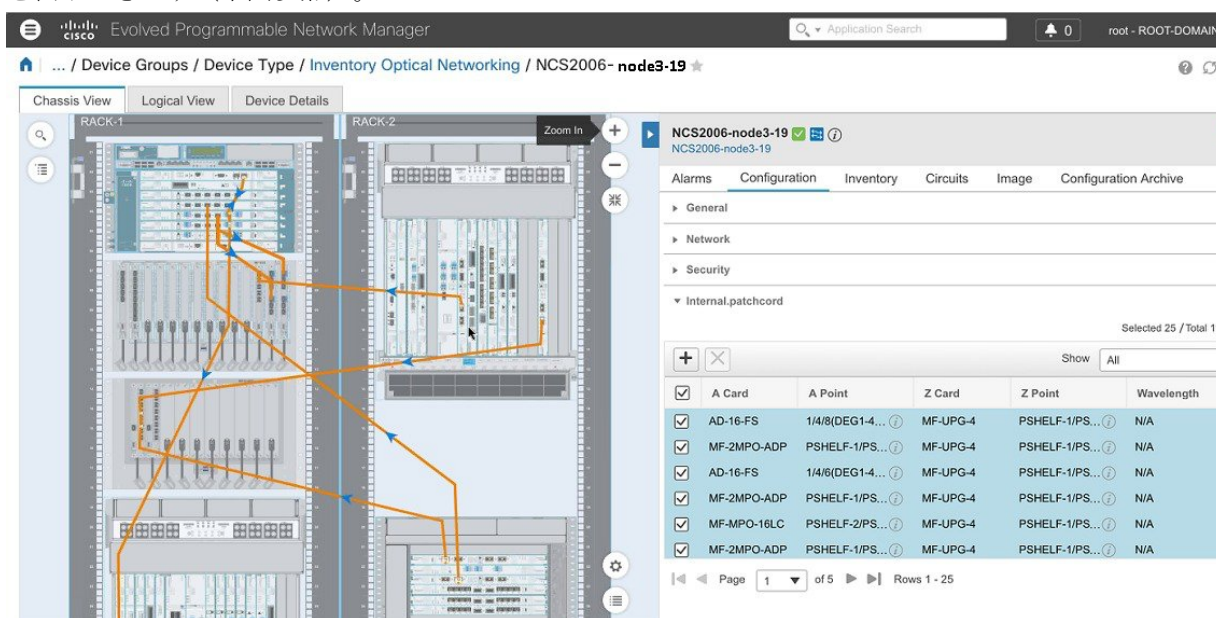 cisco Evolved Programmable Network Manager
Application Search
0
root - ROOT-DOMAIN
... / Device Groups / Device Type / Inventory Optical Networking / NCS2006- node3-19
Chassis View Logical View Device Details
RACK-1
RACK-2
Zoom In
NCS2006-node3-19
NCS2006-node3-19
Alarms Configuration Inventory Circuits Image Configuration Archive
General
Network
Security
Internal.patchcord
Selected 25 / Total 1
Show All
A Card A Point Z Card Z Point Wavelength
AD-16-FS 1/4/8(DEG1-4... MF-UPG-4 PSHELF-1/PS... N/A
MF-2MPO-ADP PSHELF-1/PS... MF-UPG-4 PSHELF-1/PS... N/A
AD-16-FS 1/4/6(DEG1-4... MF-UPG-4 PSHELF-1/PS... N/A
MF-2MPO-ADP PSHELF-1/PS... MF-UPG-4 PSHELF-1/PS... N/A
MF-MPO-16LC PSHELF-2/PS... MF-UPG-4 PSHELF-1/PS... N/A
MF-2MPO-ADP PSHELF-1/PS... MF-UPG-4 PSHELF-1/PS... N/A
Page 1 of 5 Rows 1 - 25